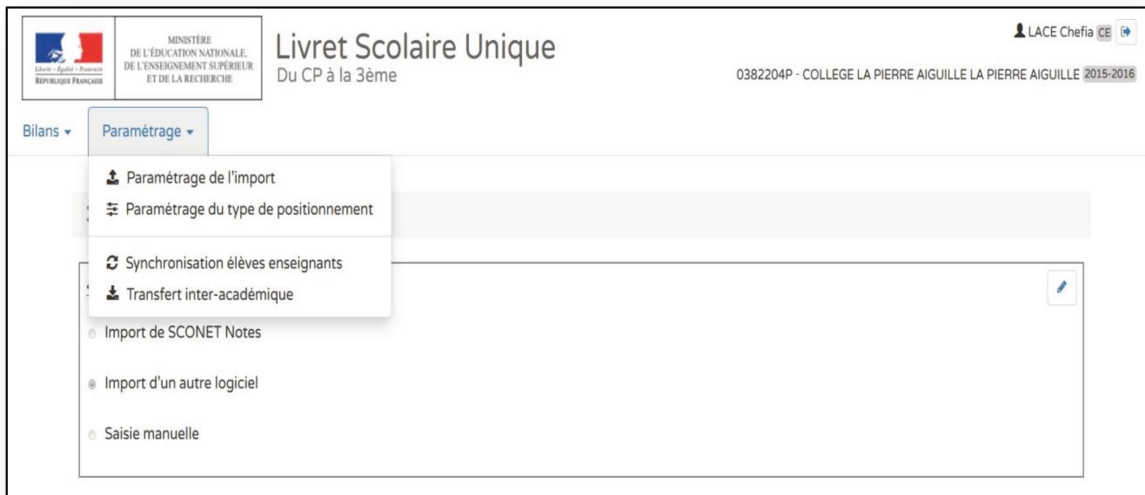 MINISTÈRE
DE L'ÉDUCATION NATIONALE,
DE L'ENSEIGNEMENT SUPÉRIEUR
ET DE LA RECHERCHE
Liberté • Égalité • Fraternité
RÉPUBLIQUE FRANÇAISE
Livret Scolaire Unique
Du CP à la 3ème
LACE Chefia CE
0382204P - COLLEGE LA PIERRE AIGUILLE LA PIERRE AIGUILLE 2015-2016
Bilans
Paramétrage
Paramétrage de l'import
Paramétrage du type de positionnement
Synchronisation élèves enseignants
Transfert inter-académique
Import de SCONET Notes
Import d'un autre logiciel
Saisie manuelle